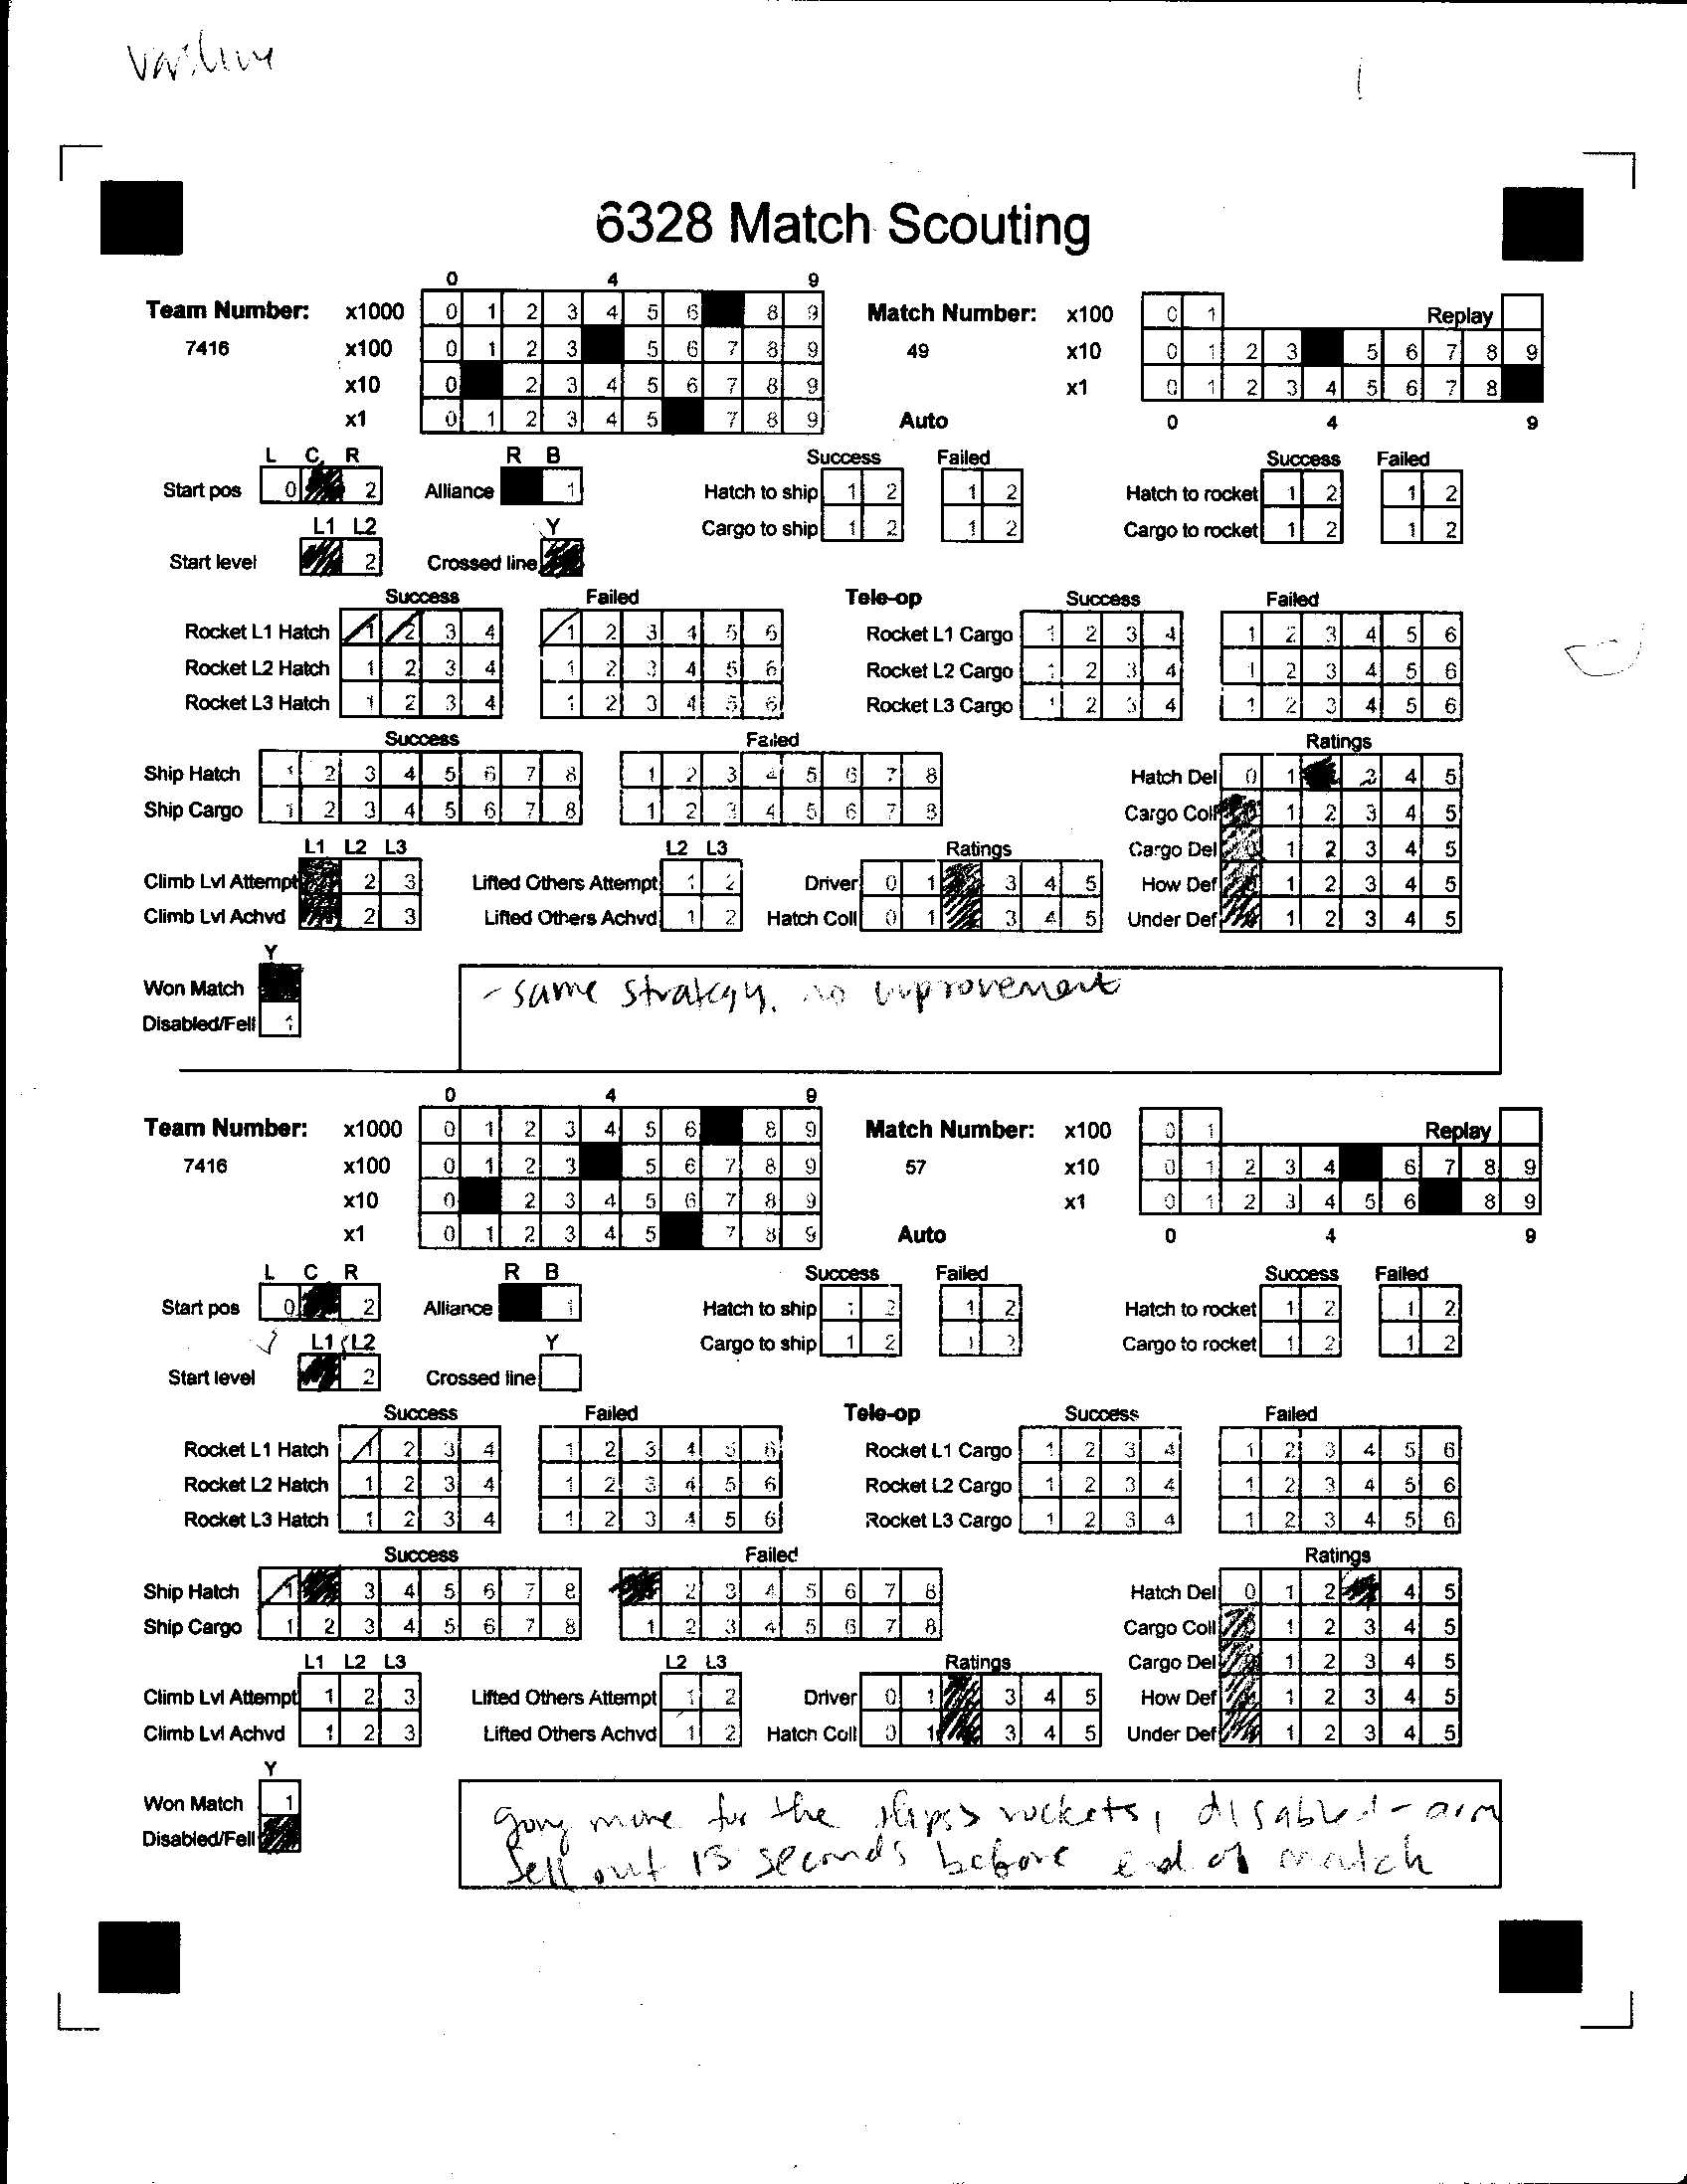 6328 Match Scouting
0 4 9
Team Number: x1000 0 1 2 3 4 5 6 8 9 Match Number: x100 0 1 Replay
7416 x100 0 1 2 3 5 6 7 8 9 49 x10 0 1 2 3 5 6 7 8 9
x10 0 2 3 4 5 6 7 8 9 x1 0 1 2 3 4 5 6 7 8
x1 0 1 2 3 4 5 7 8 9 Auto 0 4 9
L C R R B Success Failed Success Failed
Start pos 0 2 Alliance 1 Hatch to ship 1 2 1 2 Hatch to rocket 1 2 1 2
L1 L2 Y Cargo to ship 1 2 1 2 Cargo to rocket 1 2 1 2
Start level 2 Crossed line
Success Failed Tele-op Success Failed
Rocket L1 Hatch 1 2 3 4 1 2 3 4 5 6 Rocket L1 Cargo 1 2 3 4 1 2 3 4 5 6
Rocket L2 Hatch 1 2 3 4 1 2 3 4 5 6 Rocket L2 Cargo 1 2 3 4 1 2 3 4 5 6
Rocket L3 Hatch 1 2 3 4 1 2 3 4 5 6 Rocket L3 Cargo 1 2 3 4 1 2 3 4 5 6
Success Failed Ratings
Ship Hatch 1 2 3 4 5 6 7 8 1 2 3 4 5 6 7 8 Hatch Del 0 1 3 4 5
Ship Cargo 1 2 3 4 5 6 7 8 1 2 3 4 5 6 7 8 Cargo Coll 1 2 3 4 5
L1 L2 L3 L2 L3 Ratings Cargo Del 1 2 3 4 5
Climb Lvl Attempt 2 3 Lifted Others Attempt 1 2 Driver 0 1 3 4 5 How Def 1 2 3 4 5
Climb Lvl Achvd 2 3 Lifted Others Achvd 1 2 Hatch Coll 0 1 3 4 5 Under Def 1 2 3 4 5
Y
Won Match
Disabled/Fell 1
- same strategy, no improvement
0 4 9
Team Number: x1000 0 1 2 3 4 5 6 8 9 Match Number: x100 0 1 Replay
7416 x100 0 1 2 3 5 6 7 8 9 57 x10 0 1 2 3 4 6 7 8 9
x10 0 2 3 4 5 6 7 8 9 x1 0 1 2 3 4 5 6 8 9
x1 0 1 2 3 4 5 7 8 9 Auto 0 4 9
L C R R B Success Failed Success Failed
Start pos 0 2 Alliance 1 Hatch to ship 1 2 1 2 Hatch to rocket 1 2 1 2
L1 L2 Y Cargo to ship 1 2 1 2 Cargo to rocket 1 2 1 2
Start level 2 Crossed line
Success Failed Tele-op Success Failed
Rocket L1 Hatch 1 2 3 4 1 2 3 4 5 6 Rocket L1 Cargo 1 2 3 4 1 2 3 4 5 6
Rocket L2 Hatch 1 2 3 4 1 2 3 4 5 6 Rocket L2 Cargo 1 2 3 4 1 2 3 4 5 6
Rocket L3 Hatch 1 2 3 4 1 2 3 4 5 6 Rocket L3 Cargo 1 2 3 4 1 2 3 4 5 6
Success Failed Ratings
Ship Hatch 1 3 4 5 6 7 8 2 3 4 5 6 7 8 Hatch Del 0 1 2 4 5
Ship Cargo 1 2 3 4 5 6 7 8 1 2 3 4 5 6 7 8 Cargo Coll 1 2 3 4 5
L1 L2 L3 L2 L3 Ratings Cargo Del 1 2 3 4 5
Climb Lvl Attempt 1 2 3 Lifted Others Attempt 1 2 Driver 0 1 3 4 5 How Def 1 2 3 4 5
Climb Lvl Achvd 1 2 3 Lifted Others Achvd 1 2 Hatch Coll 0 1 3 4 5 Under Def 1 2 3 4 5
Y
Won Match 1
Disabled/Fell
going more for the rockets, disabled - arm
fell out 15 seconds before end of match